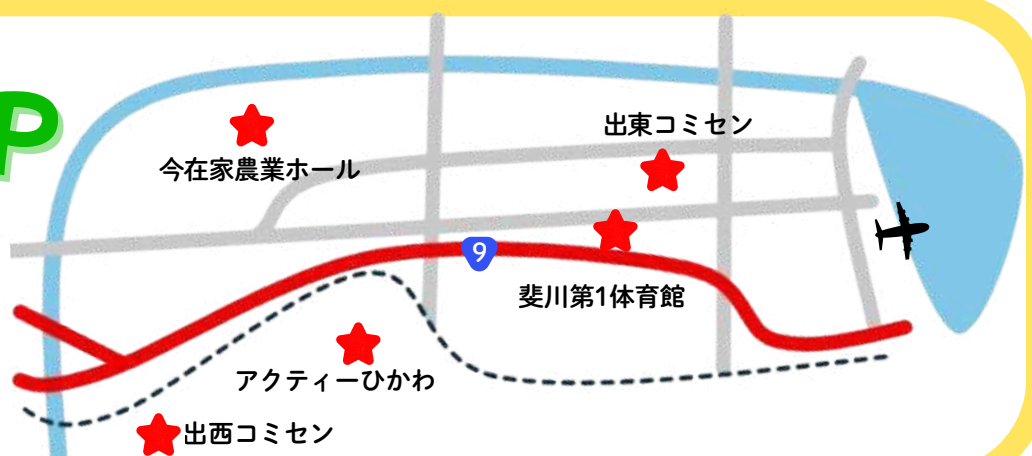 P
出東コミセン
今在家農業ホール
9
斐川第1体育館
アクティーひかわ
出西コミセン